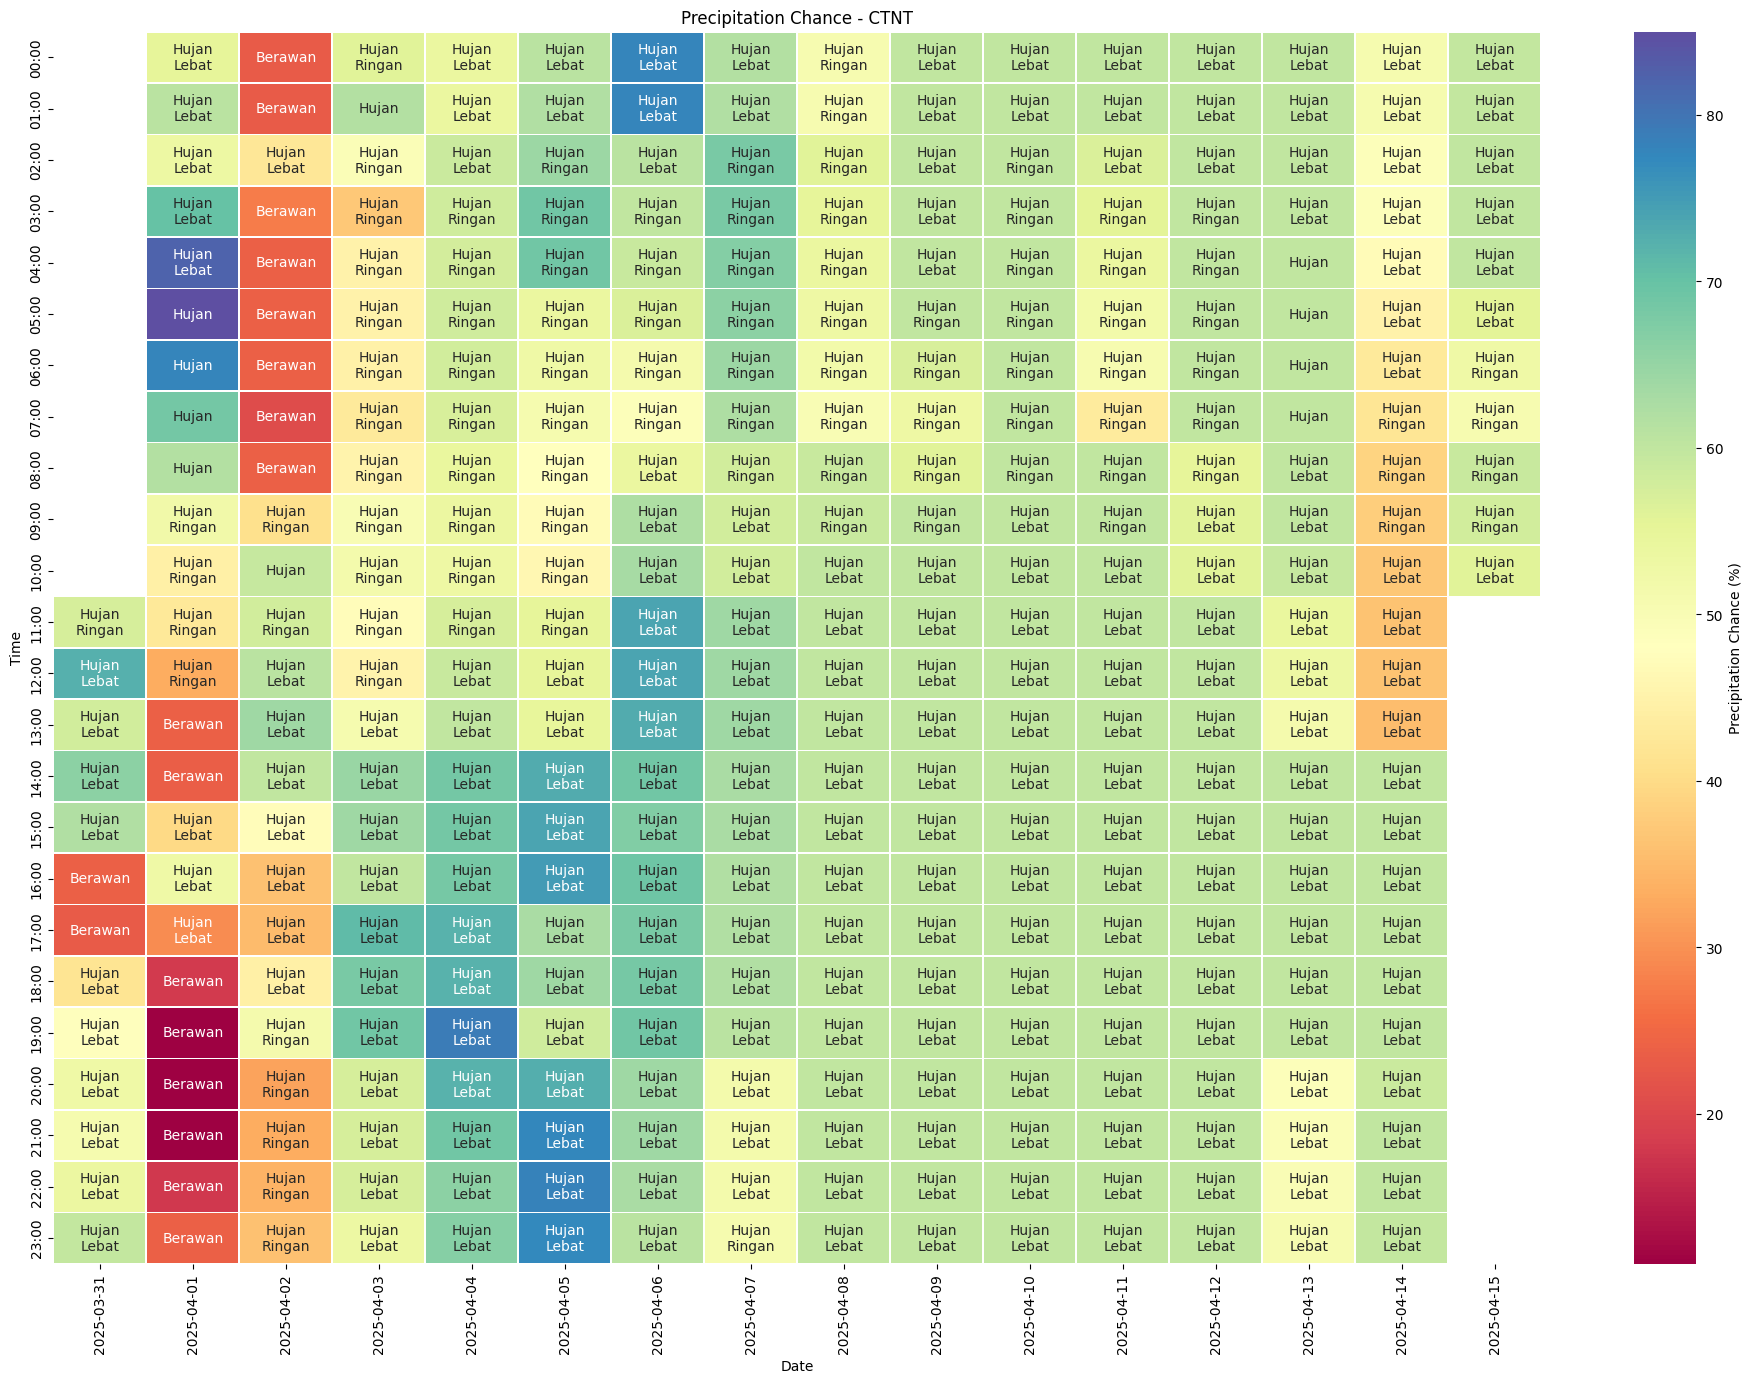 Precipitation Chance - CTNT
00:00 Hujan Lebat Berawan Hujan Ringan Hujan Lebat Hujan Lebat Hujan Lebat Hujan Lebat Hujan Ringan Hujan Lebat Hujan Lebat Hujan Lebat Hujan Lebat Hujan Lebat Hujan Lebat Hujan Lebat
01:00 Hujan Lebat Berawan Hujan Hujan Lebat Hujan Lebat Hujan Lebat Hujan Lebat Hujan Ringan Hujan Lebat Hujan Lebat Hujan Lebat Hujan Lebat Hujan Lebat Hujan Lebat Hujan Lebat
02:00 Hujan Lebat Hujan Lebat Hujan Ringan Hujan Lebat Hujan Ringan Hujan Lebat Hujan Ringan Hujan Ringan Hujan Lebat Hujan Ringan Hujan Lebat Hujan Lebat Hujan Lebat Hujan Lebat Hujan Lebat
03:00 Hujan Lebat Berawan Hujan Ringan Hujan Ringan Hujan Ringan Hujan Ringan Hujan Ringan Hujan Ringan Hujan Lebat Hujan Ringan Hujan Ringan Hujan Ringan Hujan Lebat Hujan Lebat Hujan Lebat
04:00 Hujan Lebat Berawan Hujan Ringan Hujan Ringan Hujan Ringan Hujan Ringan Hujan Ringan Hujan Ringan Hujan Lebat Hujan Ringan Hujan Ringan Hujan Ringan Hujan Hujan Lebat Hujan Lebat
05:00 Hujan Berawan Hujan Ringan Hujan Ringan Hujan Ringan Hujan Ringan Hujan Ringan Hujan Ringan Hujan Ringan Hujan Ringan Hujan Ringan Hujan Ringan Hujan Hujan Lebat Hujan Lebat
06:00 Hujan Berawan Hujan Ringan Hujan Ringan Hujan Ringan Hujan Ringan Hujan Ringan Hujan Ringan Hujan Ringan Hujan Ringan Hujan Ringan Hujan Ringan Hujan Hujan Lebat Hujan Ringan
07:00 Hujan Berawan Hujan Ringan Hujan Ringan Hujan Ringan Hujan Ringan Hujan Ringan Hujan Ringan Hujan Ringan Hujan Ringan Hujan Ringan Hujan Ringan Hujan Hujan Ringan Hujan Ringan
08:00 Hujan Berawan Hujan Ringan Hujan Ringan Hujan Ringan Hujan Lebat Hujan Ringan Hujan Ringan Hujan Ringan Hujan Ringan Hujan Ringan Hujan Ringan Hujan Lebat Hujan Ringan Hujan Ringan
09:00 Hujan Ringan Hujan Ringan Hujan Ringan Hujan Ringan Hujan Ringan Hujan Lebat Hujan Lebat Hujan Ringan Hujan Ringan Hujan Lebat Hujan Ringan Hujan Lebat Hujan Lebat Hujan Ringan Hujan Ringan
10:00 Hujan Ringan Hujan Hujan Ringan Hujan Ringan Hujan Ringan Hujan Lebat Hujan Lebat Hujan Lebat Hujan Lebat Hujan Lebat Hujan Lebat Hujan Lebat Hujan Lebat Hujan Lebat Hujan Lebat
11:00 Hujan Ringan Hujan Ringan Hujan Ringan Hujan Ringan Hujan Ringan Hujan Ringan Hujan Lebat Hujan Lebat Hujan Lebat Hujan Lebat Hujan Lebat Hujan Lebat Hujan Lebat Hujan Lebat Hujan Lebat
12:00 Hujan Lebat Hujan Ringan Hujan Lebat Hujan Ringan Hujan Lebat Hujan Lebat Hujan Lebat Hujan Lebat Hujan Lebat Hujan Lebat Hujan Lebat Hujan Lebat Hujan Lebat Hujan Lebat Hujan Lebat
13:00 Hujan Lebat Berawan Hujan Lebat Hujan Lebat Hujan Lebat Hujan Lebat Hujan Lebat Hujan Lebat Hujan Lebat Hujan Lebat Hujan Lebat Hujan Lebat Hujan Lebat Hujan Lebat Hujan Lebat
14:00 Hujan Lebat Berawan Hujan Lebat Hujan Lebat Hujan Lebat Hujan Lebat Hujan Lebat Hujan Lebat Hujan Lebat Hujan Lebat Hujan Lebat Hujan Lebat Hujan Lebat Hujan Lebat Hujan Lebat
15:00 Hujan Lebat Hujan Lebat Hujan Lebat Hujan Lebat Hujan Lebat Hujan Lebat Hujan Lebat Hujan Lebat Hujan Lebat Hujan Lebat Hujan Lebat Hujan Lebat Hujan Lebat Hujan Lebat Hujan Lebat
16:00 Berawan Hujan Lebat Hujan Lebat Hujan Lebat Hujan Lebat Hujan Lebat Hujan Lebat Hujan Lebat Hujan Lebat Hujan Lebat Hujan Lebat Hujan Lebat Hujan Lebat Hujan Lebat Hujan Lebat
17:00 Berawan Hujan Lebat Hujan Lebat Hujan Lebat Hujan Lebat Hujan Lebat Hujan Lebat Hujan Lebat Hujan Lebat Hujan Lebat Hujan Lebat Hujan Lebat Hujan Lebat Hujan Lebat Hujan Lebat
18:00 Hujan Lebat Berawan Hujan Lebat Hujan Lebat Hujan Lebat Hujan Lebat Hujan Lebat Hujan Lebat Hujan Lebat Hujan Lebat Hujan Lebat Hujan Lebat Hujan Lebat Hujan Lebat Hujan Lebat
19:00 Hujan Lebat Berawan Hujan Ringan Hujan Lebat Hujan Lebat Hujan Lebat Hujan Lebat Hujan Lebat Hujan Lebat Hujan Lebat Hujan Lebat Hujan Lebat Hujan Lebat Hujan Lebat Hujan Lebat
20:00 Hujan Lebat Berawan Hujan Ringan Hujan Lebat Hujan Lebat Hujan Lebat Hujan Lebat Hujan Lebat Hujan Lebat Hujan Lebat Hujan Lebat Hujan Lebat Hujan Lebat Hujan Lebat Hujan Lebat
21:00 Hujan Lebat Berawan Hujan Ringan Hujan Lebat Hujan Lebat Hujan Lebat Hujan Lebat Hujan Lebat Hujan Lebat Hujan Lebat Hujan Lebat Hujan Lebat Hujan Lebat Hujan Lebat Hujan Lebat
22:00 Hujan Lebat Berawan Hujan Ringan Hujan Lebat Hujan Lebat Hujan Lebat Hujan Lebat Hujan Lebat Hujan Lebat Hujan Lebat Hujan Lebat Hujan Lebat Hujan Lebat Hujan Lebat Hujan Lebat
23:00 Hujan Lebat Berawan Hujan Ringan Hujan Lebat Hujan Lebat Hujan Lebat Hujan Lebat Hujan Ringan Hujan Lebat Hujan Lebat Hujan Lebat Hujan Lebat Hujan Lebat Hujan Lebat Hujan Lebat
Time
2025-03-31 2025-04-01 2025-04-02 2025-04-03 2025-04-04 2025-04-05 2025-04-06 2025-04-07 2025-04-08 2025-04-09 2025-04-10 2025-04-11 2025-04-12 2025-04-13 2025-04-14 2025-04-15
Date
80
70
60
50
40
30
20
Precipitation Chance (%)